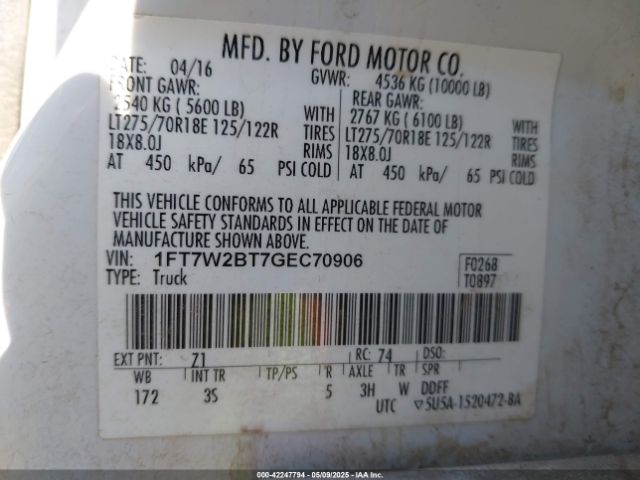 MFD. BY FORD MOTOR CO.
DATE: 04/16 GVWR: 4536 KG (10000 LB)
FRONT GAWR: REAR GAWR:
2540 KG ( 5600 LB) WITH 2767 KG ( 6100 LB) WITH
LT275/70R18E 125/122R TIRES LT275/70R18E 125/122R TIRES
18X8.0J RIMS 18X8.0J RIMS
AT 450 kPa/ 65 PSI COLD AT 450 kPa/ 65 PSI COLD
THIS VEHICLE CONFORMS TO ALL APPLICABLE FEDERAL MOTOR
VEHICLE SAFETY STANDARDS IN EFFECT ON THE DATE OF
MANUFACTURE SHOWN ABOVE.
VIN: 1FT7W2BT7GEC70906 F0268
TYPE: Truck T0897
EXT PNT: Z1 RC: 74 DSO:
WB INT TR TP/PS R AXLE TR SPR
172 3S 5 3H W DDFF
UTC ▽SU5A-1520472-BA
000-42247794 - 05/09/2025 - IAA, Inc.